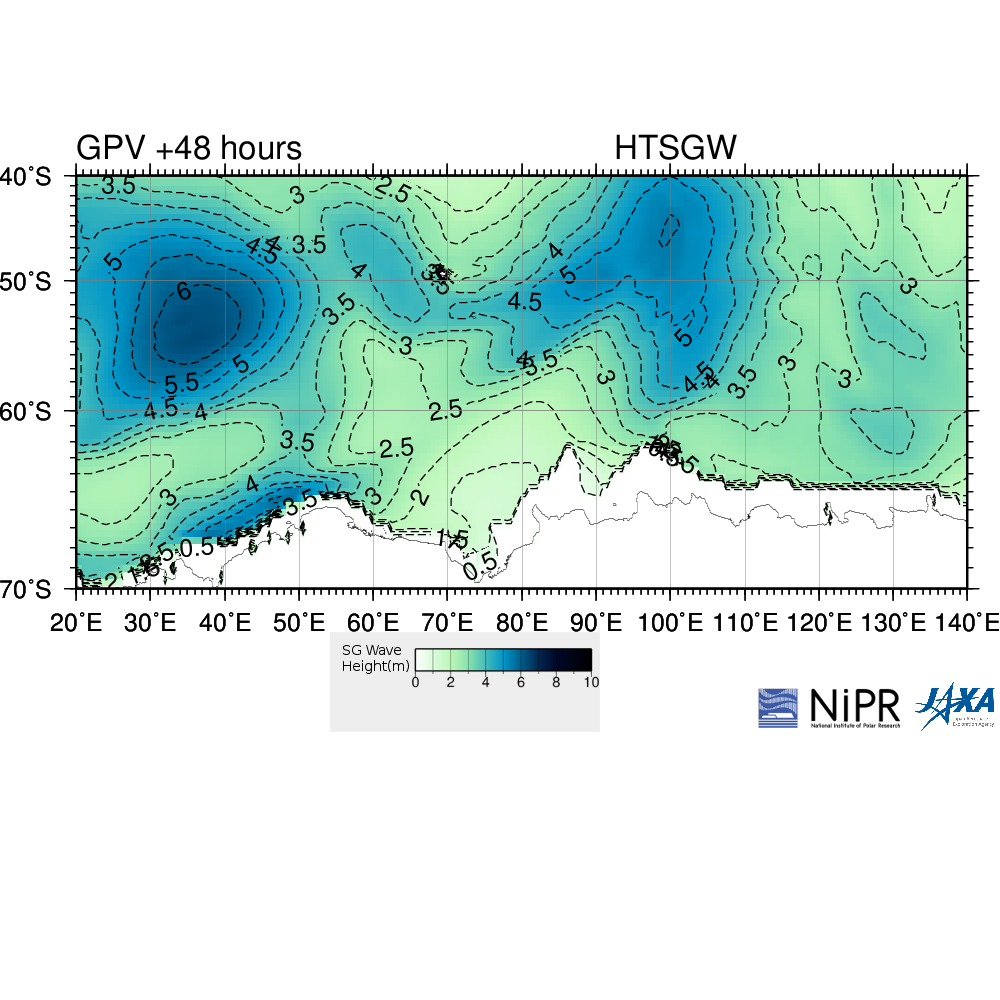 GPV +48 hours HTSGW
40°S
50°S
60°S
70°S
3.5 3 2.5
4.5 4 3.5 4
5 4 5
6 3.5 4.5 3
3 5
5.5 5 4 3.5 3 4.5 4 3.5 3 3
4.5 4 2.5
3.5 2.5
4 3 3.5 3 2
0.5 1.5
2 1.5 0.5
20°E 30°E 40°E 50°E 60°E 70°E 80°E 90°E 100°E 110°E 120°E 130°E 140°E
SG Wave
Height(m)
0 2 4 6 8 10
NiPR
National Institute of Polar Research
JAXA
Japan Aerospace
Exploration Agency